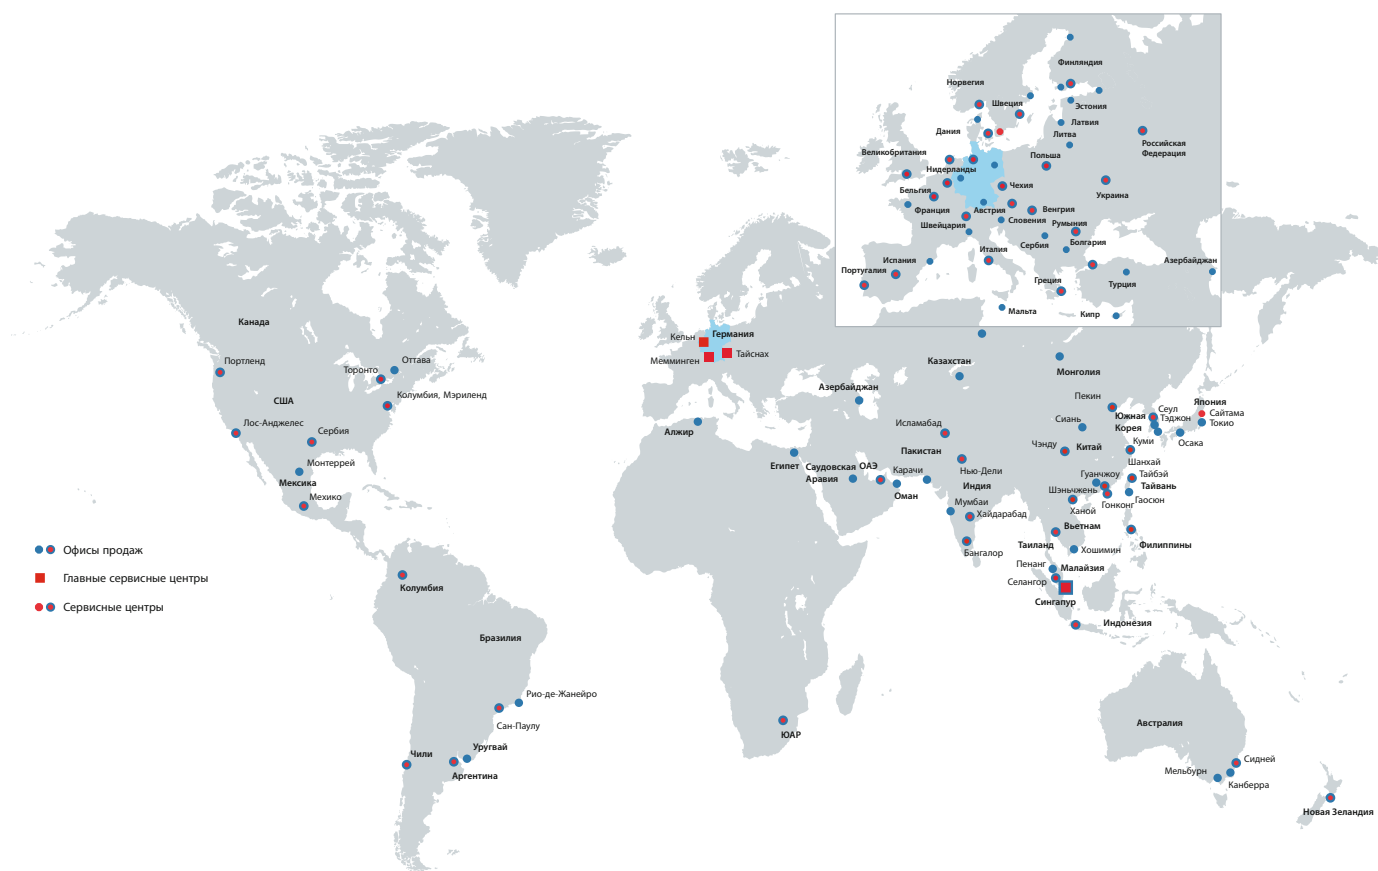 Финляндия
Норвегия
Швеция
Эстония
Дания
Латвия
Литва
Российская
Федерация
Великобритания
Польша
Нидерланды
Чехия
Бельгия
Украина
Франция
Австрия
Венгрия
Словения
Румыния
Швейцария
Сербия
Болгария
Италия
Испания
Азербайджан
Португалия
Греция
Турция
Мальта
Кипр
Канада
Портленд
Оттава
Торонто
США
Колумбия, Мэриленд
Лос-Анджелес
Сербия
Монтеррей
Мексика
Мехико
Кельн
Германия
Мемминген
Тайснах
Казахстан
Монголия
Азербайджан
Пекин
Япония
Сеул
Сайтама
Южная
Корея
Тэджон
Токио
Сиань
Исламабад
Алжир
Куми
Осака
Чэнду
Китай
Пакистан
Шанхай
Египет
Саудовская
Аравия
ОАЭ
Карачи
Нью-Дели
Гуанчжоу
Тайбэй
Индия
Тайвань
Оман
Шэньчжень
Гаосюн
Мумбаи
Гонконг
Хайдарабад
Ханой
Вьетнам
Таиланд
Филиппины
Бангалор
Хошимин
Пенанг
Малайзия
Селангор
Сингапур
Индонезия
Офисы продаж
Главные сервисные центры
Сервисные центры
Колумбия
Бразилия
Рио-де-Жанейро
Сан-Паулу
Уругвай
Чили
Аргентина
ЮАР
Австралия
Сидней
Мельбурн
Канберра
Новая Зеландия